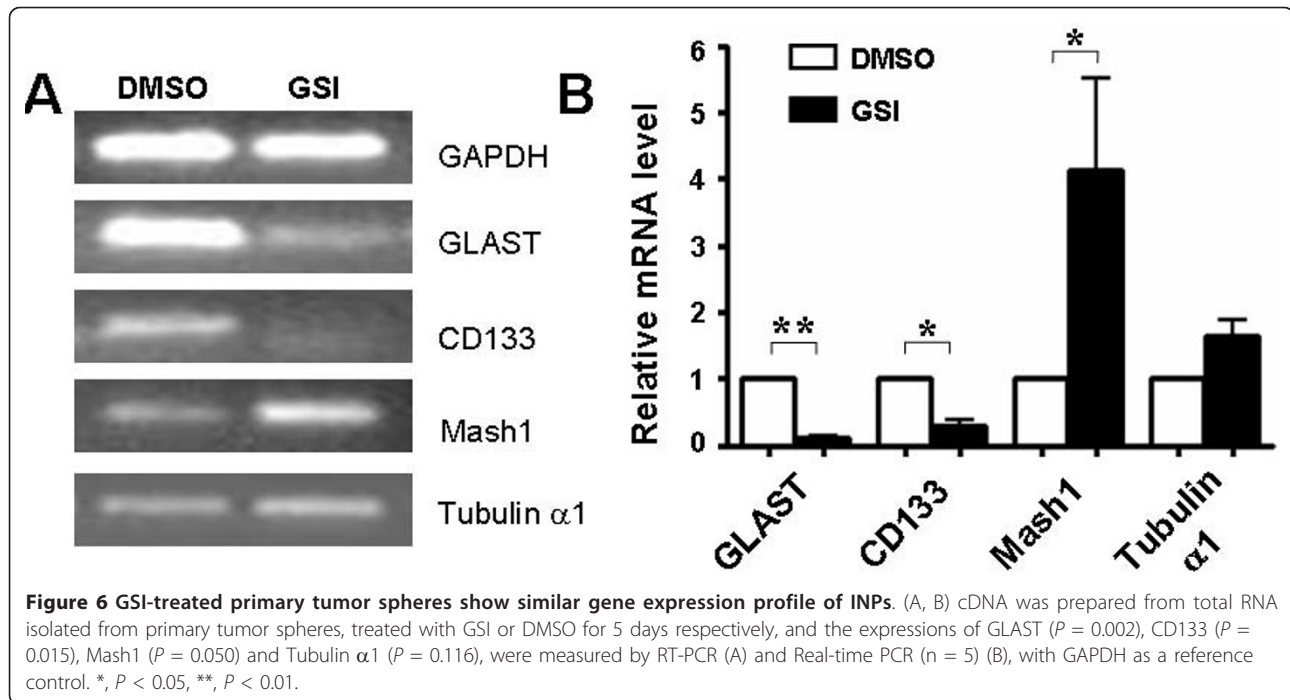 A
DMSO GSI
GAPDH
GLAST
CD133
Mash1
Tubulin α1
B
DMSO
GSI
Relative mRNA level
6
5
4
3
2
1
0
**
*
*
GLAST
CD133
Mash1
Tubulin
α1
Figure 6 GSI-treated primary tumor spheres show similar gene expression profile of INPs. (A, B) cDNA was prepared from total RNA
isolated from primary tumor spheres, treated with GSI or DMSO for 5 days respectively, and the expressions of GLAST (P = 0.002), CD133 (P =
0.015), Mash1 (P = 0.050) and Tubulin α1 (P = 0.116), were measured by RT-PCR (A) and Real-time PCR (n = 5) (B), with GAPDH as a reference
control. *, P < 0.05, **, P < 0.01.